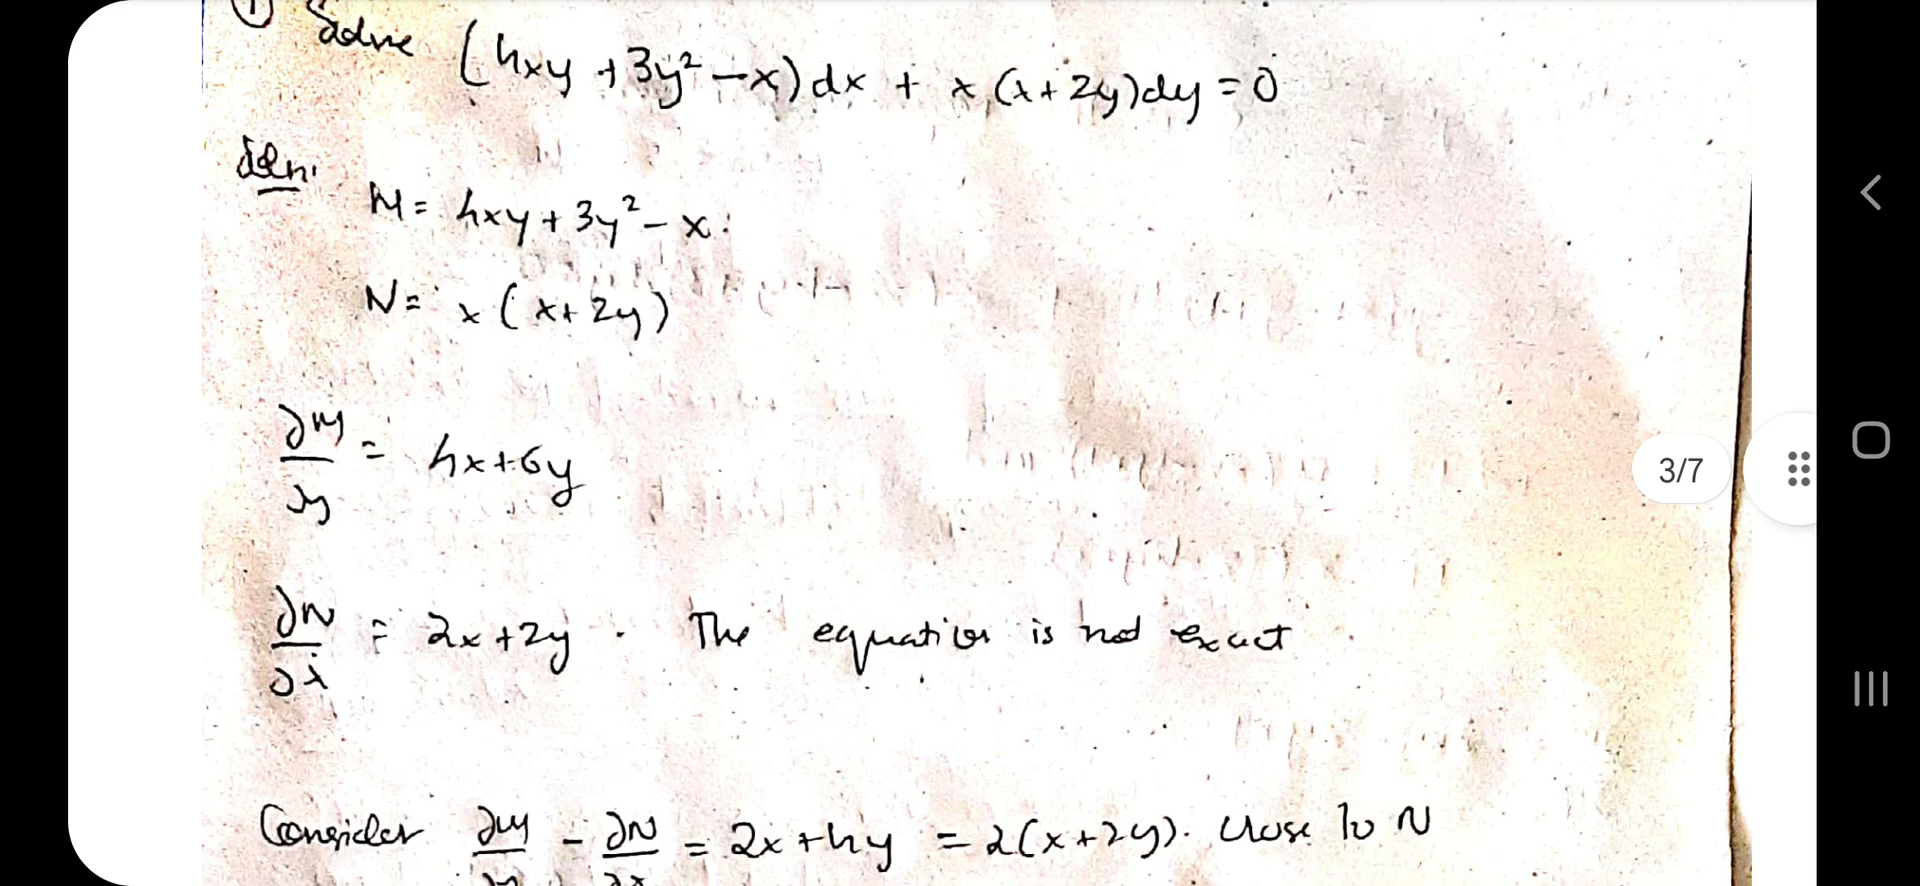 ① Solve (4xy + 3y² - x) dx + x (x + 2y) dy = 0
Soln.
M = 4xy + 3y² - x.
N = x (x + 2y)
∂M/∂y = 4x + 6y
∂N/∂x = 2x + 2y . The equation is not exact
3/7
Consider ∂M/∂y - ∂N/∂x = 2x + 4y = 2(x + 2y). close to N